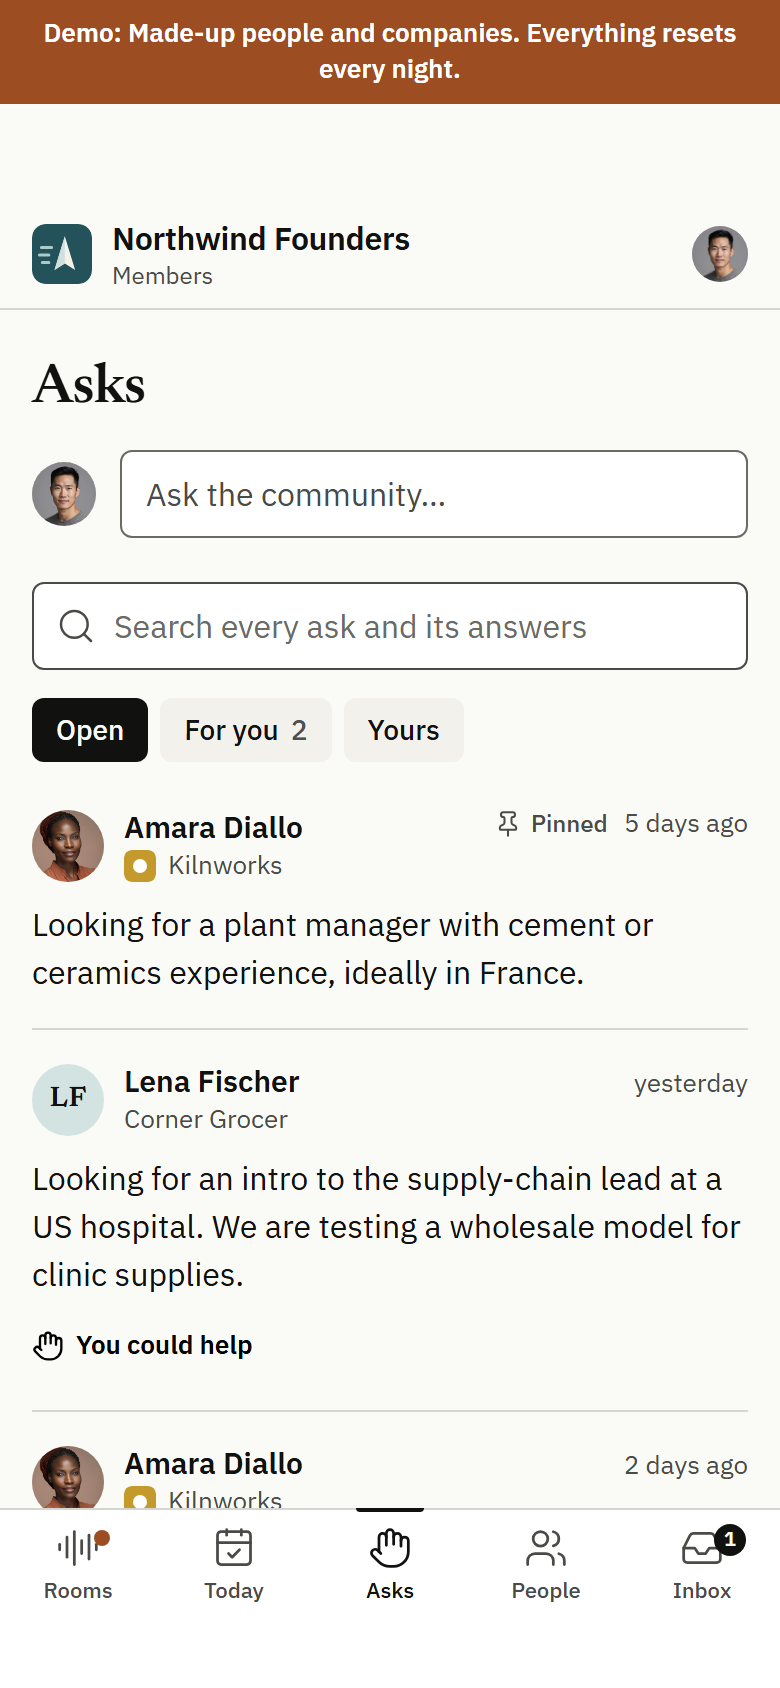 Demo: Made-up people and companies. Everything resets
every night.
Northwind Founders
Members
Asks
Ask the community...
Search every ask and its answers
Open
For you 2
Yours
Amara Diallo
Pinned 5 days ago
Kilnworks
Looking for a plant manager with cement or
ceramics experience, ideally in France.
LF
Lena Fischer
yesterday
Corner Grocer
Looking for an intro to the supply-chain lead at a
US hospital. We are testing a wholesale model for
clinic supplies.
You could help
Amara Diallo
2 days ago
Kilnworks
1
Rooms
Today
Asks
People
Inbox